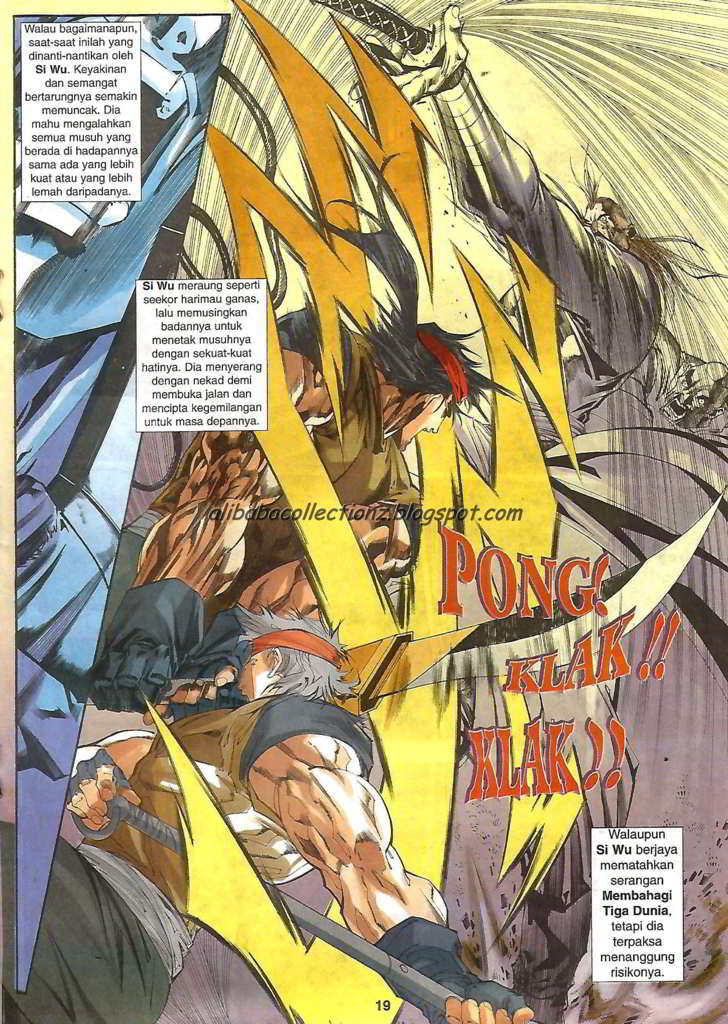 Walau bagaimanapun,
saat-saat inilah yang
dinanti-nantikan oleh
Si Wu. Keyakinan
dan semangat
bertarungnya semakin
memuncak. Dia
mahu mengalahkan
semua musuh yang
berada di hadapannya
sama ada yang lebih
kuat atau yang lebih
lemah daripadanya.
Si Wu meraung seperti
seekor harimau ganas,
lalu memusingkan
badannya untuk
menetak musuhnya
dengan sekuat-kuat
hatinya. Dia menyerang
dengan nekad demi
membuka jalan dan
mencipta kegemilangan
untuk masa depannya.
alibabacollectionz.blogspot.com
PONG!
KLAK!!
KLAK!!
Walaupun
Si Wu berjaya
mematahkan
serangan
Membahagi
Tiga Dunia,
tetapi dia
terpaksa
menanggung
risikonya.
19